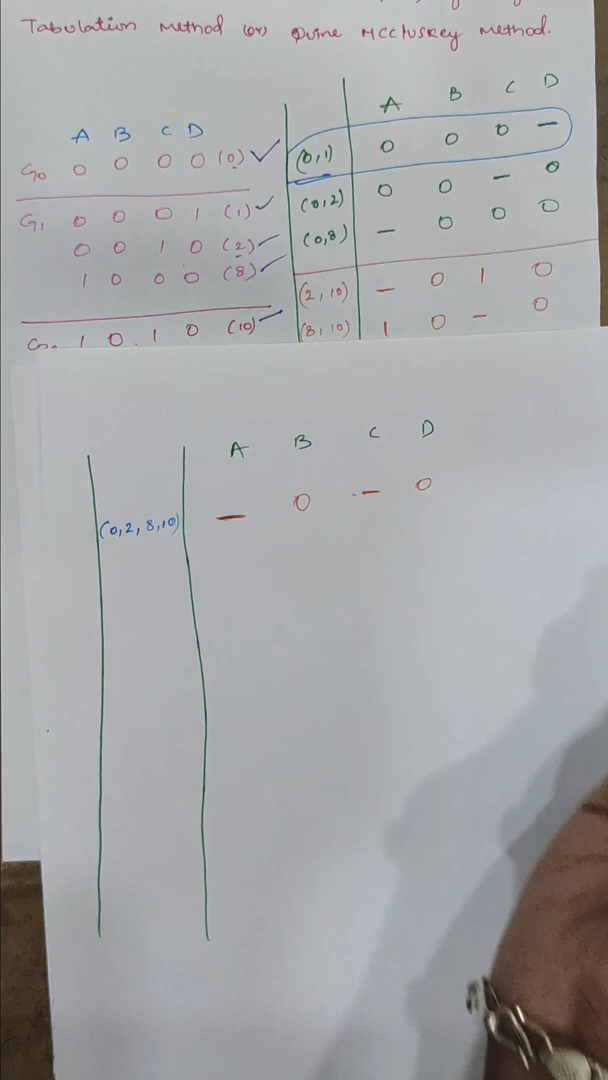 Tabulation Method (or) Quine McCluskey Method.
A B C D
G0 0 0 0 0 (0) ✓
G1 0 0 0 1 (1) ✓
0 0 1 0 (2) ✓
1 0 0 0 (8) ✓
1 0 1 0 (10) ✓
A B C D
(0,1) 0 0 0 –
(0,2) 0 0 – 0
(0,8) – 0 0 0
(2,10) – 0 1 0
(8,10) 1 0 – 0
A B C D
(0,2,8,10) – 0 – 0